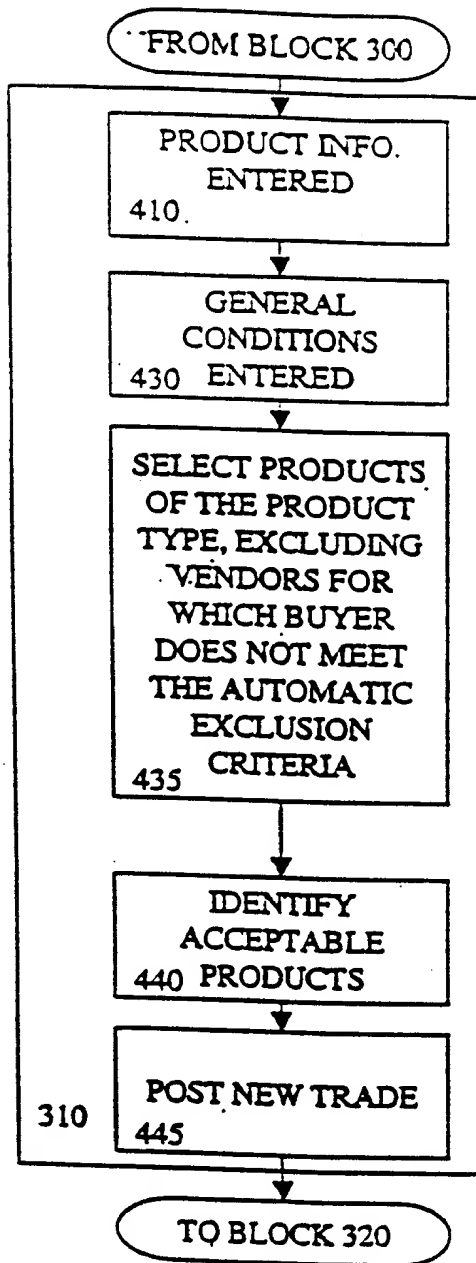 FROM BLOCK 300
PRODUCT INFO.
ENTERED
410.
GENERAL
CONDITIONS
430 ENTERED
SELECT PRODUCTS
OF THE PRODUCT
TYPE, EXCLUDING
VENDORS FOR
WHICH BUYER
DOES NOT MEET
THE AUTOMATIC
EXCLUSION
CRITERIA
435
IDENTIFY
ACCEPTABLE
440 PRODUCTS
POST NEW TRADE
310 445
TO BLOCK 320